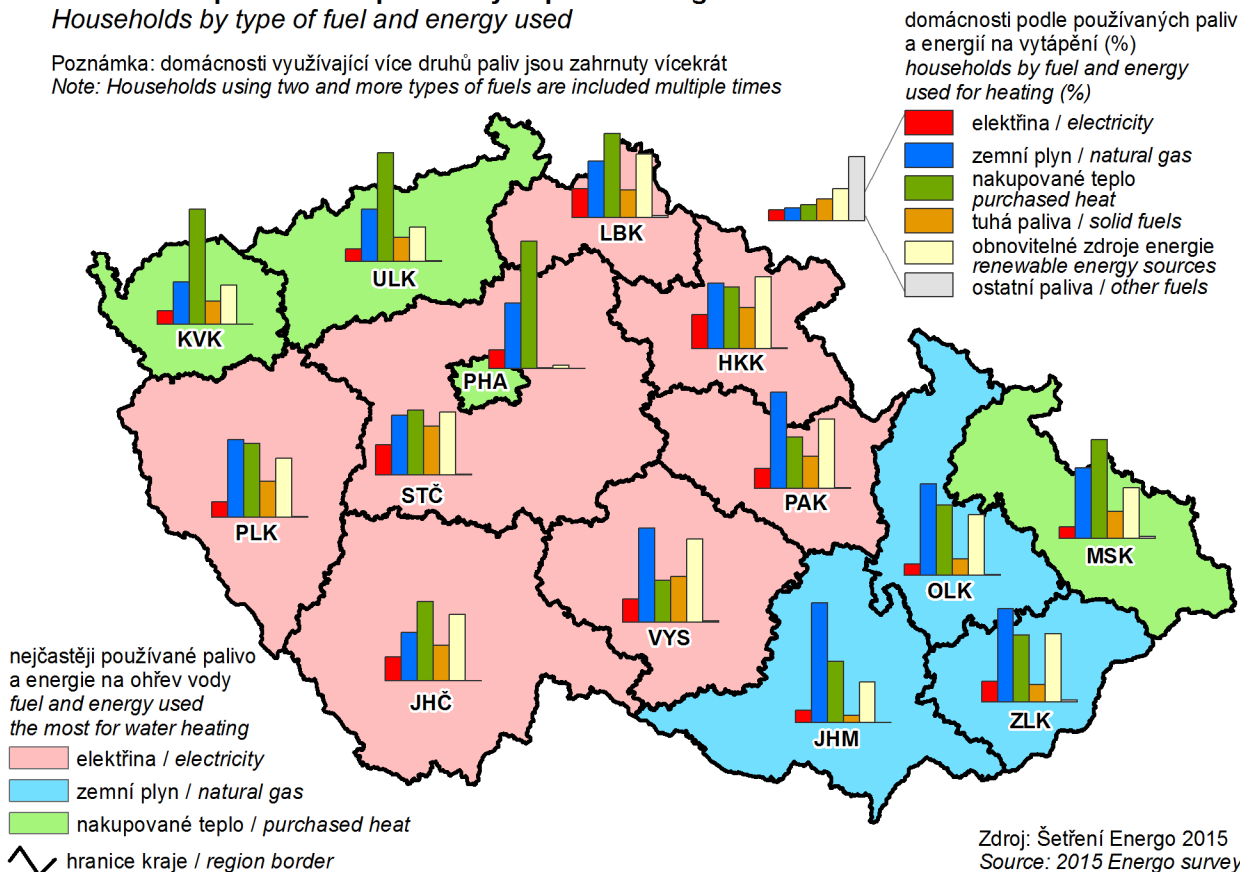 Households by type of fuel and energy used
Poznámka: domácnosti využívající více druhů paliv jsou zahrnuty vícekrát
Note: Households using two and more types of fuels are included multiple times
domácnosti podle používaných paliv
a energií na vytápění (%)
households by fuel and energy
used for heating (%)
elektřina / electricity
zemní plyn / natural gas
nakupované teplo
purchased heat
tuhá paliva / solid fuels
obnovitelné zdroje energie
renewable energy sources
ostatní paliva / other fuels
LBK
ULK
KVK
HKK
PHA
STČ
PAK
PLK
MSK
OLK
VYS
JHČ
ZLK
JHM
nejčastěji používané palivo
a energie na ohřev vody
fuel and energy used
the most for water heating
elektřina / electricity
zemní plyn / natural gas
nakupované teplo / purchased heat
hranice kraje / region border
Zdroj: Šetření Energo 2015
Source: 2015 Energo survey